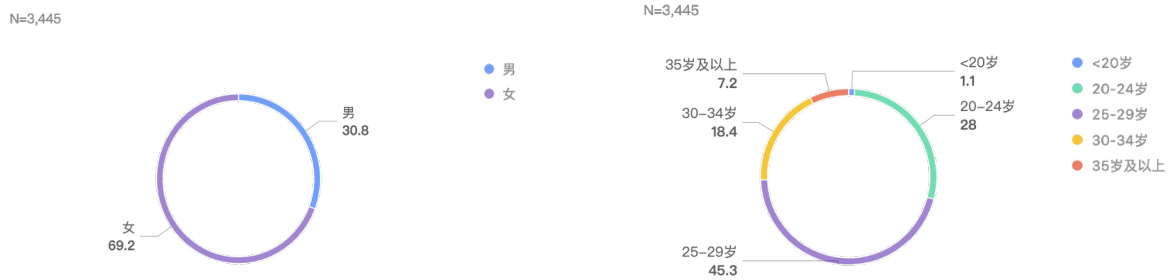 N=3,445
男
女
男
30.8
女
69.2
N=3,445
<20岁
20-24岁
25-29岁
30-34岁
35岁及以上
35岁及以上
7.2
<20岁
1.1
30-34岁
18.4
20-24岁
28
25-29岁
45.3